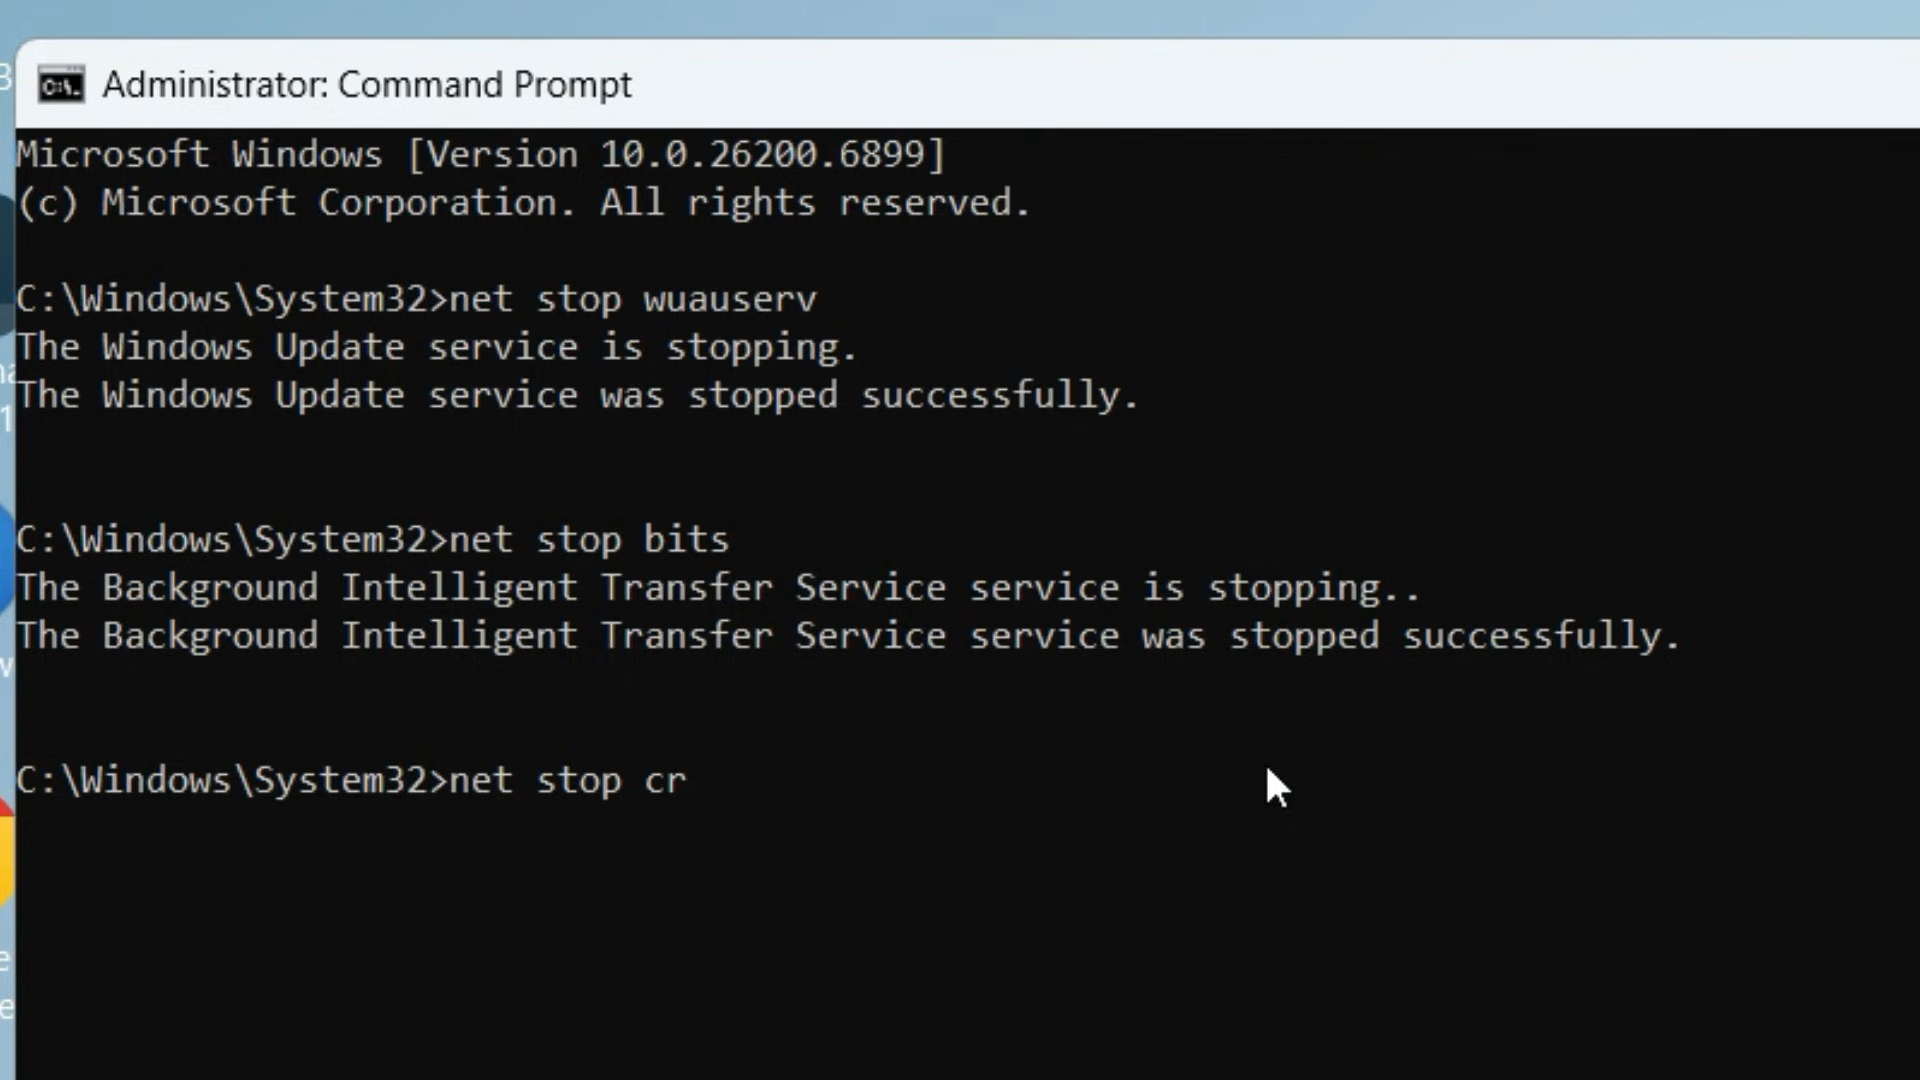 Administrator: Command Prompt
Microsoft Windows [Version 10.0.26200.6899]
(c) Microsoft Corporation. All rights reserved.
C:\Windows\System32>net stop wuauserv
The Windows Update service is stopping.
The Windows Update service was stopped successfully.
C:\Windows\System32>net stop bits
The Background Intelligent Transfer Service service is stopping..
The Background Intelligent Transfer Service service was stopped successfully.
C:\Windows\System32>net stop cr